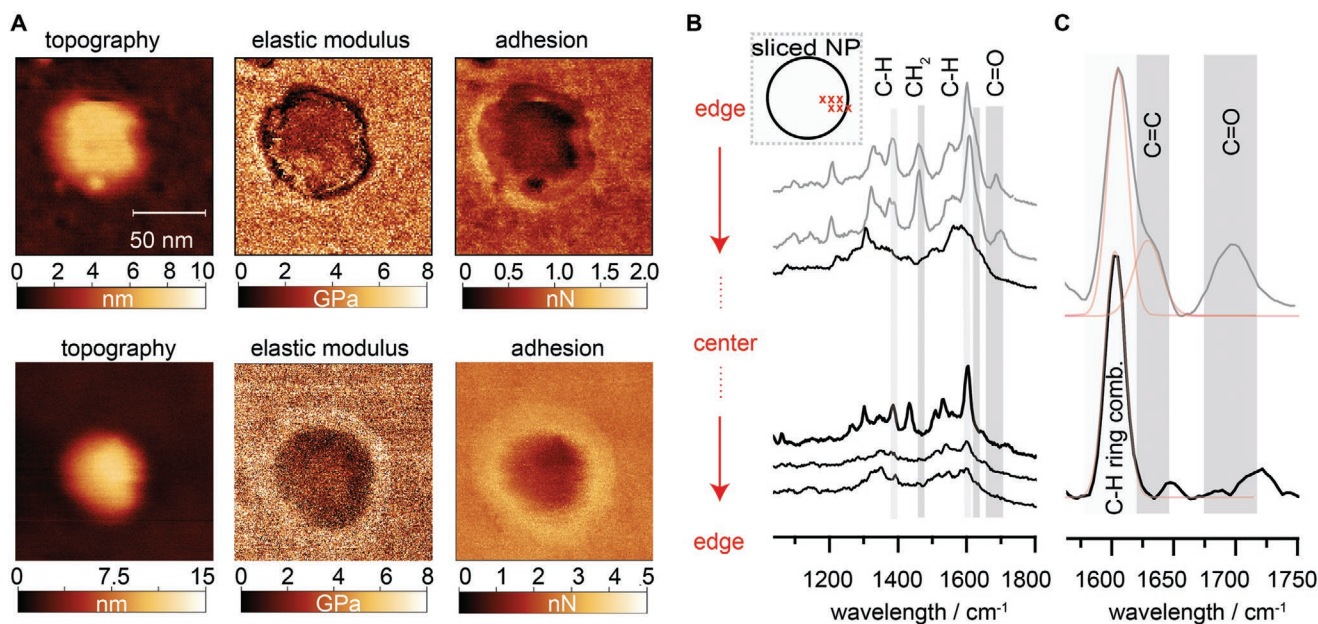 A
topography
elastic modulus
adhesion
50 nm
0 2 4 6 8 10
nm
0 2 4 6 8
GPa
0 0.5 1.0 1.5 2.0
nN
topography
elastic modulus
adhesion
0 7.5 15
nm
0 2 4 6 8
GPa
0 1 2 3 4 .5
nN
B
sliced NP
xxx
xxx
C-H
CH2
C-H
C=O
edge
center
edge
1200 1400 1600 1800
wavelength / cm-1
C
C=C
C=O
C-H ring comb.
1600 1650 1700 1750
wavelength / cm-1